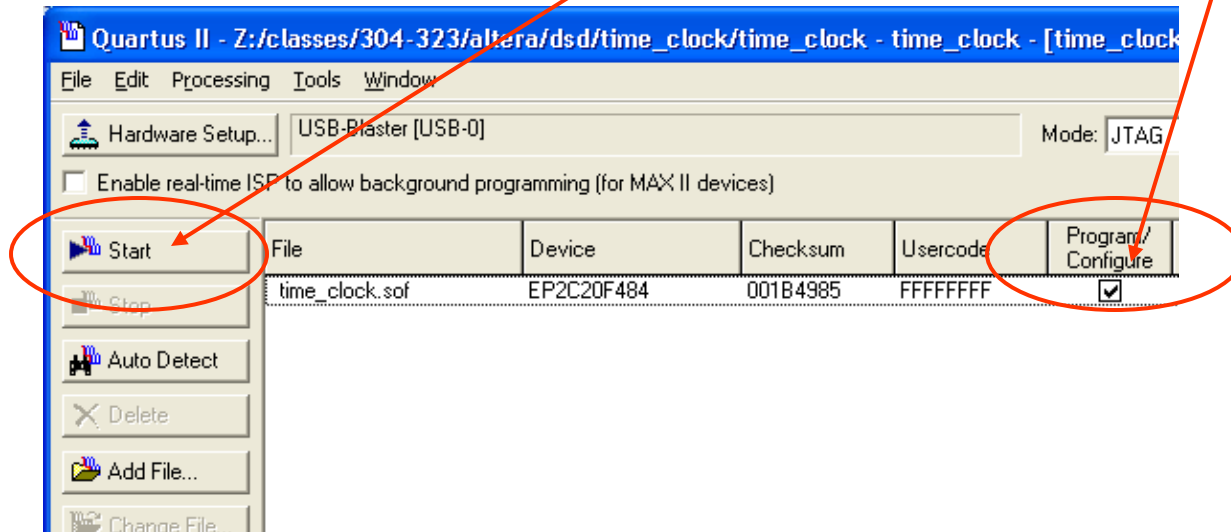 Quartus II - Z:/classes/304-323/altera/dsd/time_clock/time_clock - time_clock - [time_clock
File Edit Processing Tools Window
Hardware Setup... USB-Blaster [USB-0] Mode: JTAG
Enable real-time ISP to allow background programming (for MAX II devices)
Start File Device Checksum Usercode Program/
Configure
time_clock.sof EP2C20F484 001B4985 FFFFFFFF
Stop
Auto Detect
Delete
Add File...
Change File...